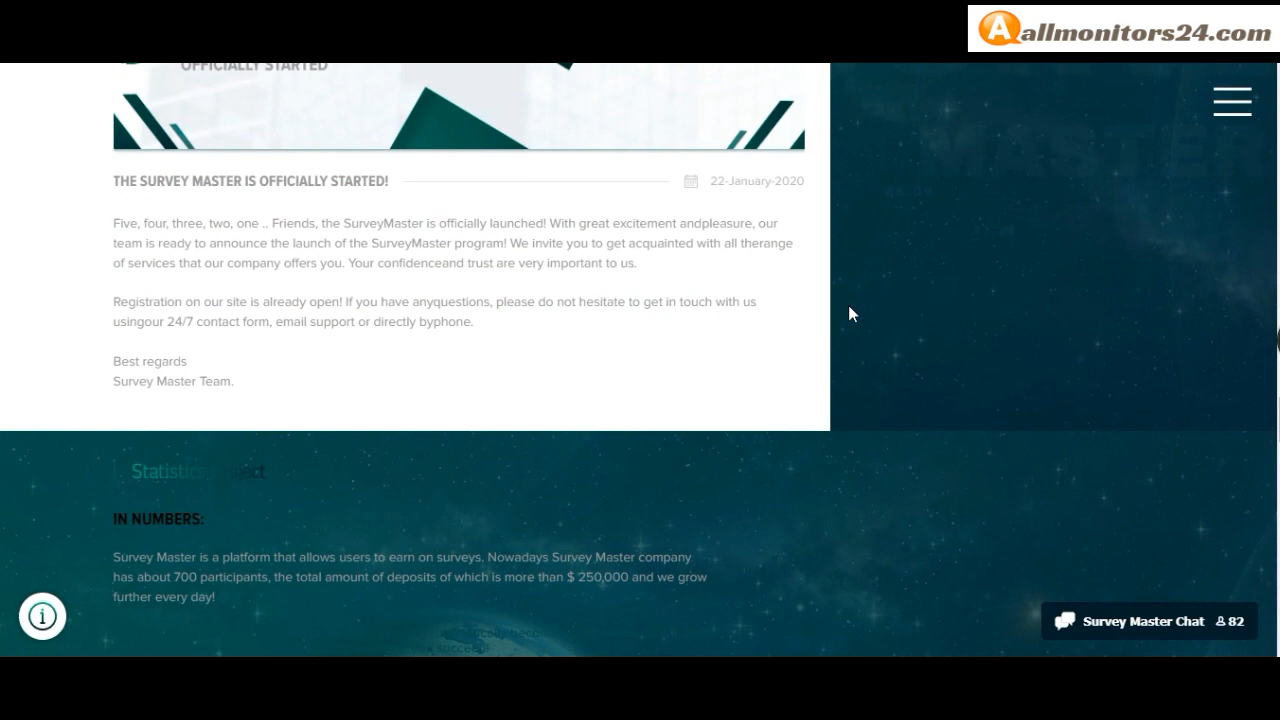 Aallmonitors24.com
OFFICIALLY STARTED
MASTER
THE SURVEY MASTER IS OFFICIALLY STARTED!
22-January-2020
Five, four, three, two, one .. Friends, the SurveyMaster is officially launched! With great excitement andpleasure, our
team is ready to announce the launch of the SurveyMaster program! We invite you to get acquainted with all therange
of services that our company offers you. Your confidenceand trust are very important to us.
Registration on our site is already open! If you have anyquestions, please do not hesitate to get in touch with us
usingour 24/7 contact form, email support or directly byphone.
Best regards
Survey Master Team.
Statistics
IN NUMBERS:
Survey Master is a platform that allows users to earn on surveys. Nowadays Survey Master company
has about 700 participants, the total amount of deposits of which is more than $ 250,000 and we grow
further every day!
i
Survey Master Chat 82